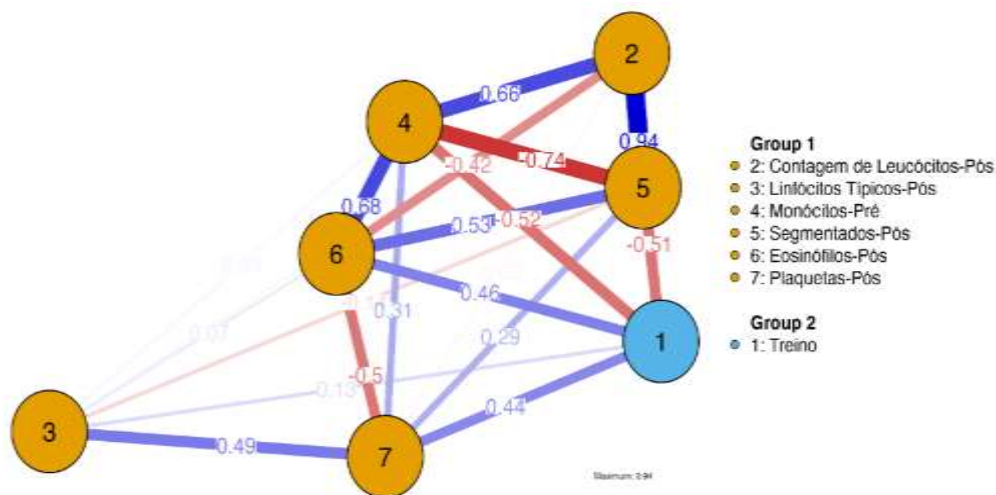 2
4
0.66
0.94
-0.42
-0.74
5
0.68
0.53
-0.52
-0.51
6
0.46
0.31
0.07
0.29
1
-0.5
0.13
0.44
3
0.49
7
Group 1
2: Contagem de Leucócitos-Pós
3: Linfócitos Típicos-Pós
4: Monócitos-Pré
5: Segmentados-Pós
6: Eosinófilos-Pós
7: Plaquetas-Pós
Group 2
1: Treino
Maximum: 0.94